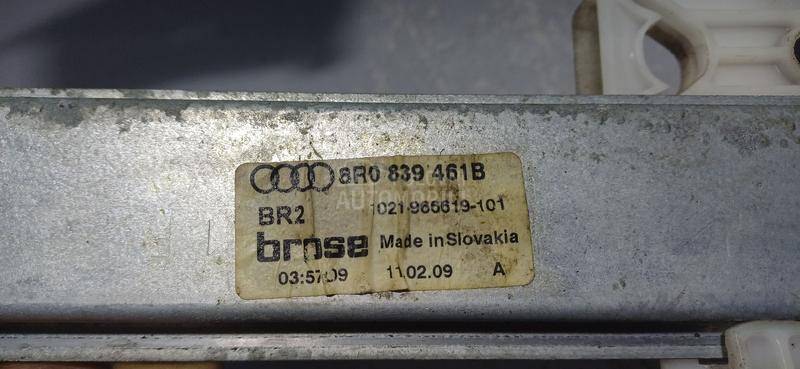 8R0 839 461B
BR2 1021-965619-101
brose Made in Slovakia
03:57:09 11.02.09 A